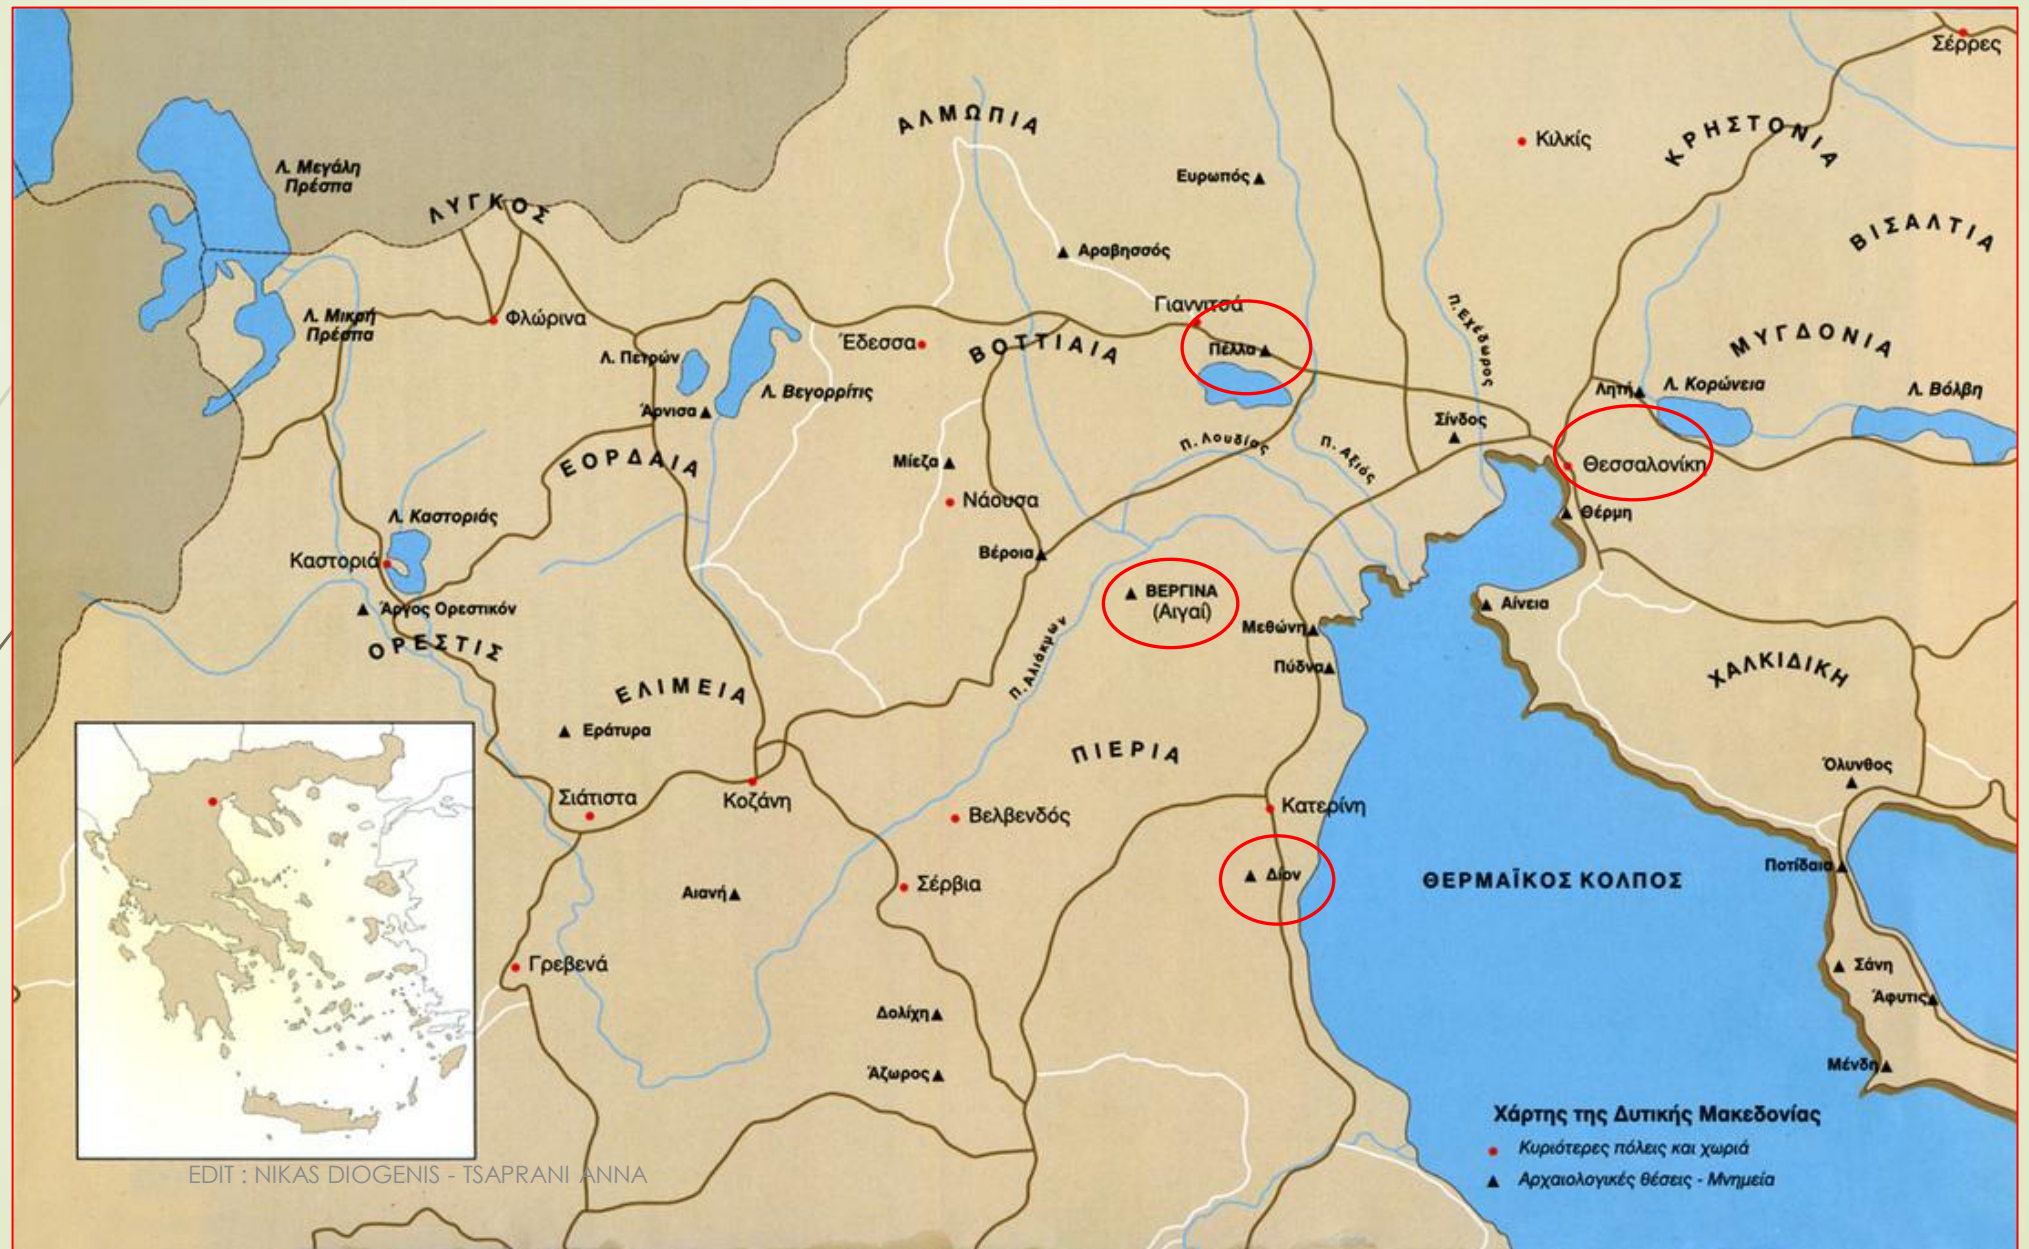 Σέρρες
ΑΛΜΩΠΙΑ
Κιλκίς
ΚΡΗΣΤΟΝΙΑ
Λ. Μεγάλη
Πρέσπα
Ευρωπός
ΛΥΓΚΟΣ
ΒΙΣΑΛΤΙΑ
Αραβησσός
Γιαννιτσά
Π. Εχέδωρος
Λ. Μικρή
Πρέσπα
Φλώρινα
Έδεσσα
ΒΟΤΤΙΑΙΑ
Πέλλα
ΜΥΓΔΟΝΙΑ
Λ. Πετρών
Λ. Βεγορρίτις
Λητή
Λ. Κορώνεια
Λ. Βόλβη
Άρνισα
Σίνδος
Π. Λουδίας
Π. Αξιός
ΕΟΡΔΑΙΑ
Μίεζα
Θεσσαλονίκη
Νάουσα
Λ. Καστοριάς
Θέρμη
Καστοριά
Βέροια
ΒΕΡΓΙΝΑ
(Αιγαί)
Άργος Ορεστικόν
Αίνεια
Μεθώνη
ΟΡΕΣΤΙΣ
Π. Αλιάκμών
Πύδνα
ΧΑΛΚΙΔΙΚΗ
ΕΛΙΜΕΙΑ
Εράτυρα
ΠΙΕΡΙΑ
Όλυνθος
Σιάτιστα
Κοζάνη
Βελβενδός
Κατερίνη
Ποτίδαια
Δίον
ΘΕΡΜΑΪΚΟΣ ΚΟΛΠΟΣ
Αιανή
Σέρβια
Γρεβενά
Σάνη
Άφυτις
Δολίχη
Άζωρος
Μένδη
Χάρτης της Δυτικής Μακεδονίας
Κυριότερες πόλεις και χωριά
Αρχαιολογικές θέσεις - Μνημεία
EDIT : NIKAS DIOGENIS - TSAPRANI ANNA